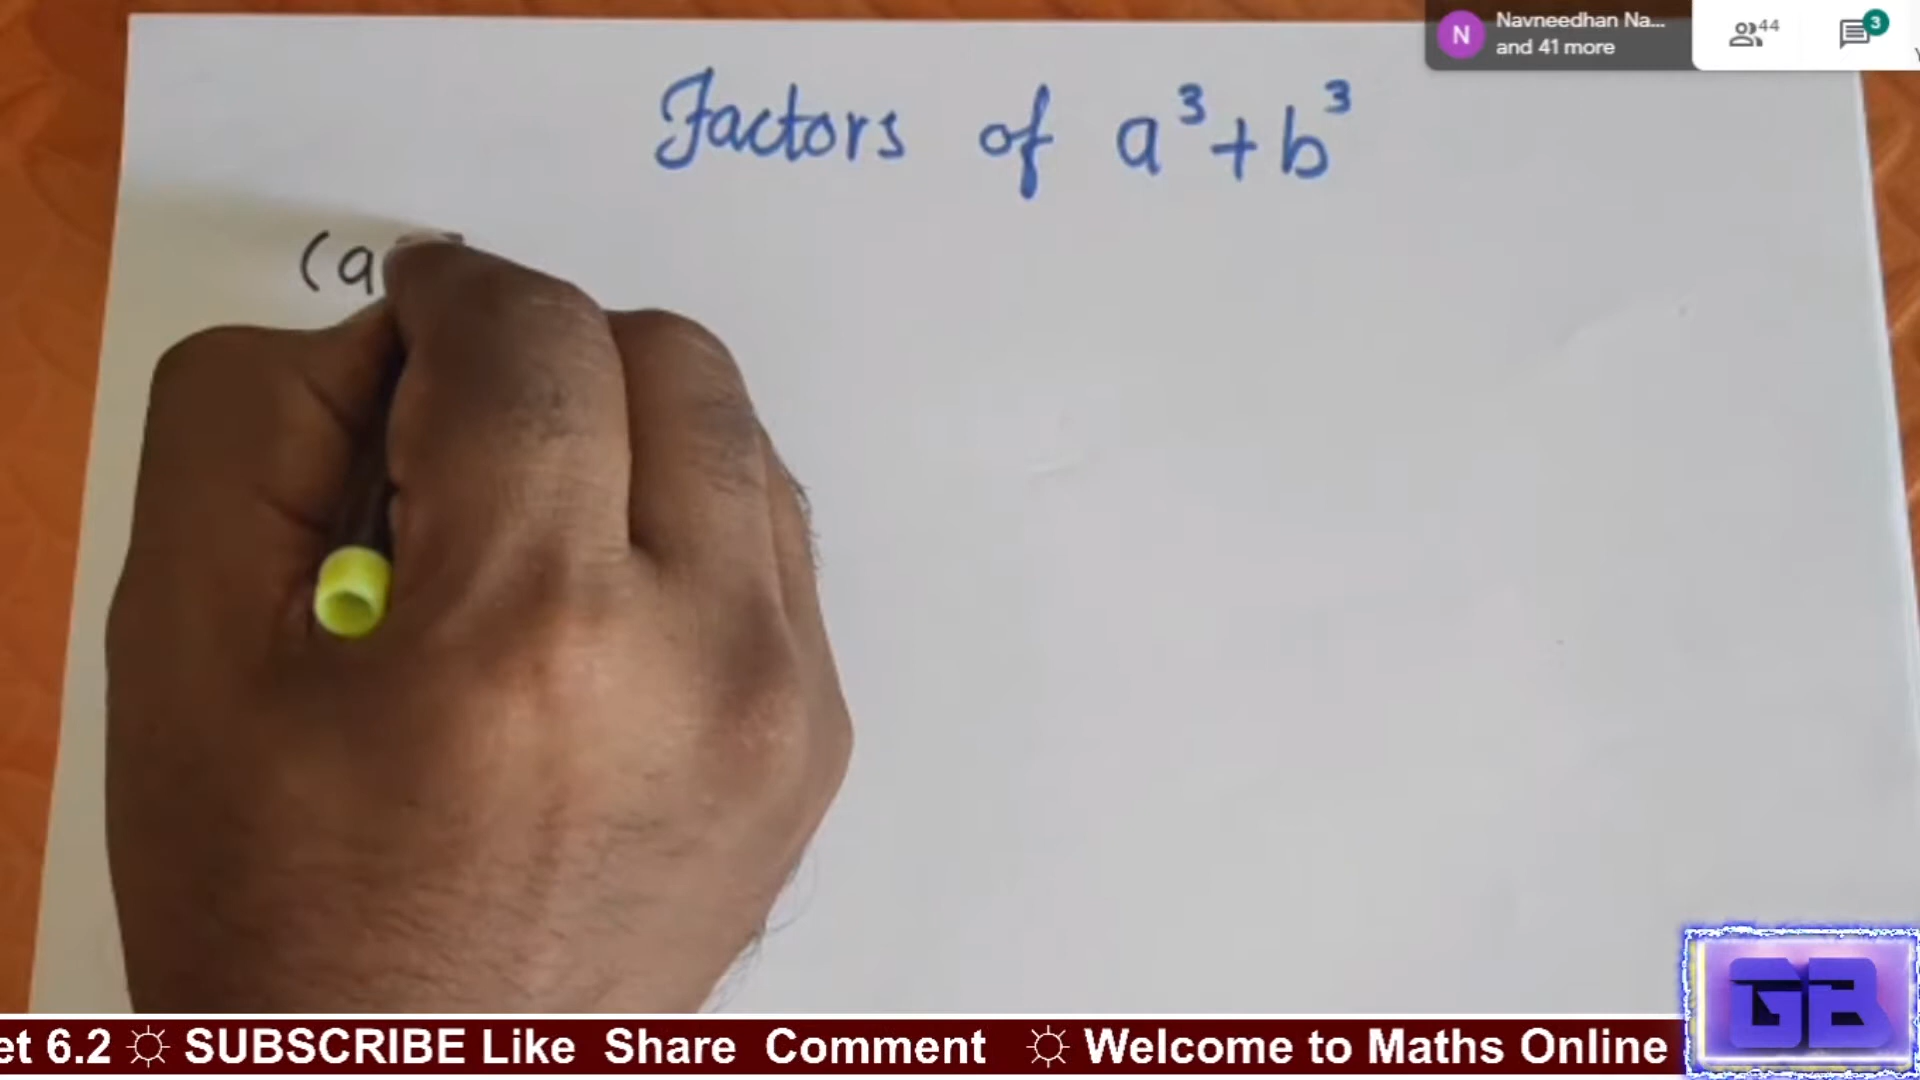 N
Navneedhan Na...
and 41 more
44
3
Factors of a³+b³
(a
et 6.2 ☼ SUBSCRIBE Like Share Comment ☼ Welcome to Maths Online
GB